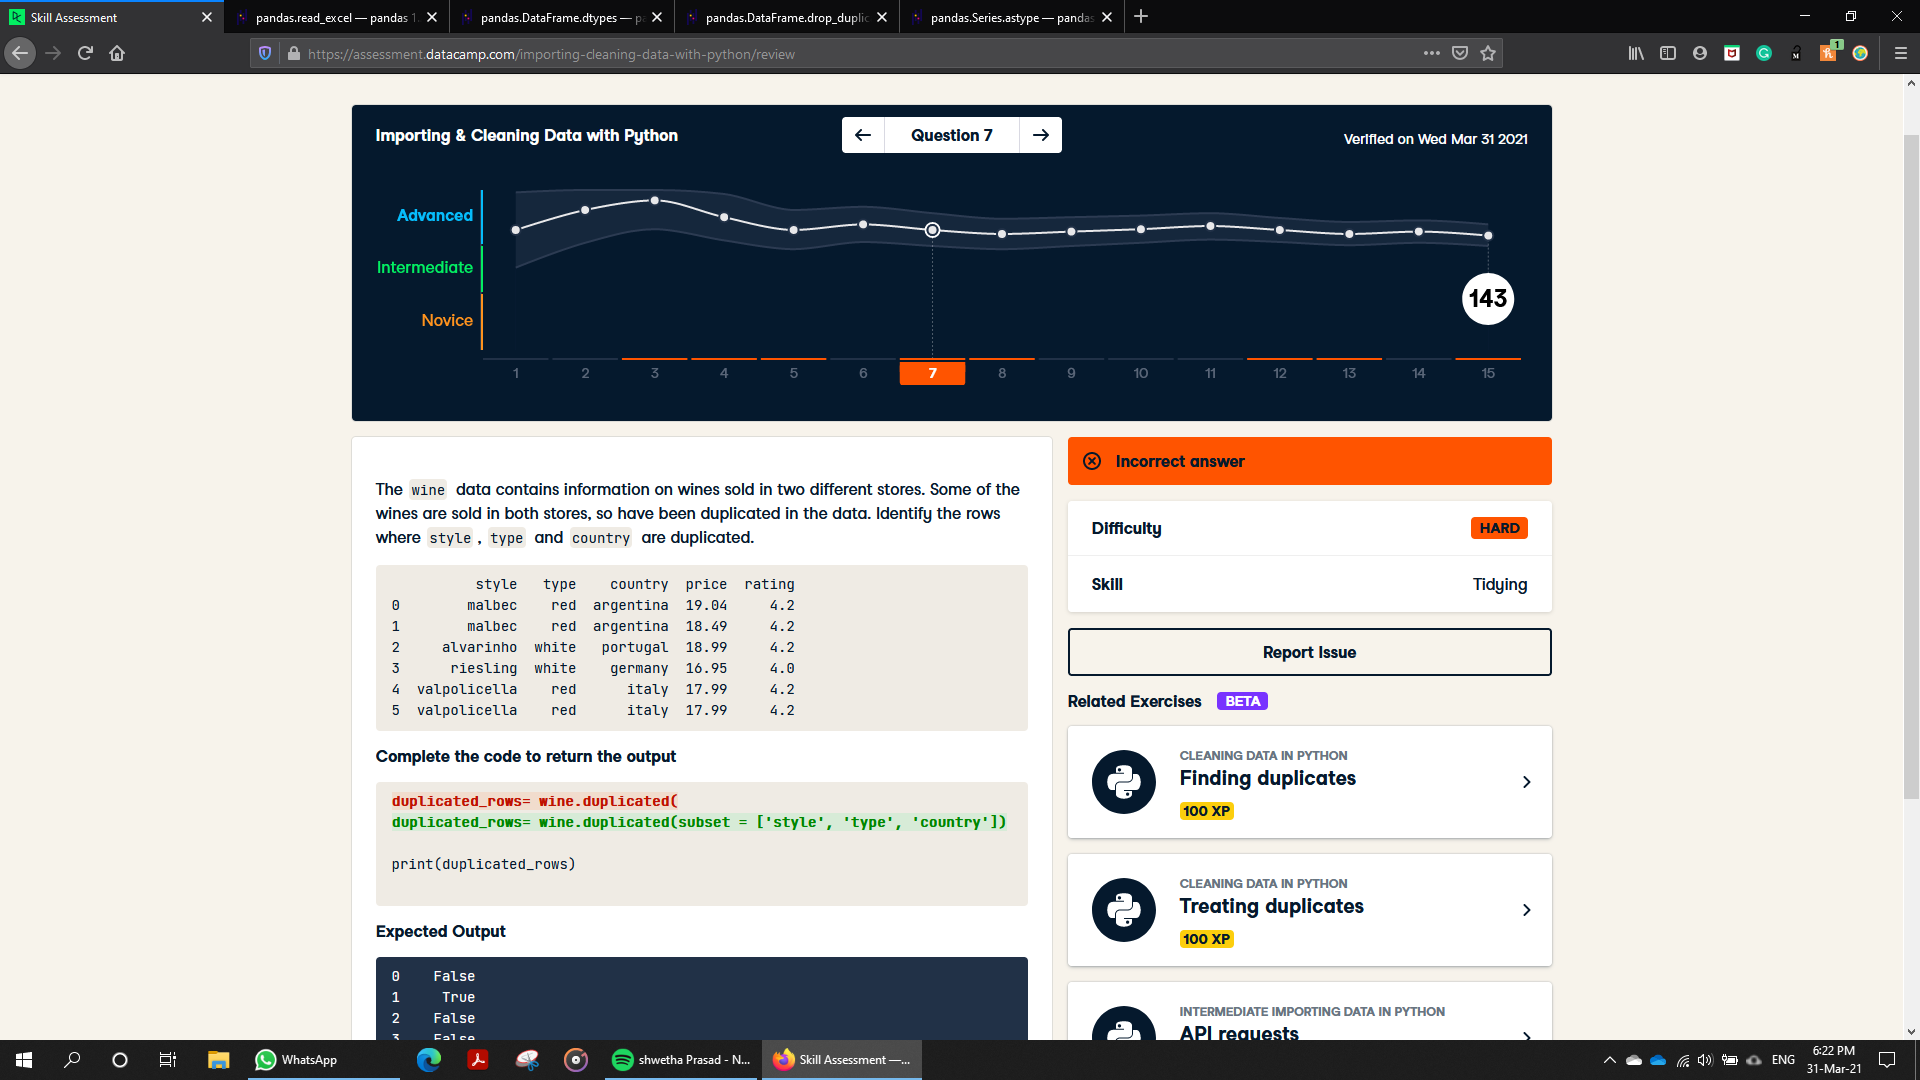 Skill Assessment
pandas.read_excel — pandas 1.
pandas.DataFrame.dtypes — p
pandas.DataFrame.drop_duplic
pandas.Series.astype — pandas
https://assessment.datacamp.com/importing-cleaning-data-with-python/review
1
Importing & Cleaning Data with Python
Question 7
Verified on Wed Mar 31 2021
Advanced
Intermediate
Novice
143
1 2 3 4 5 6 7 8 9 10 11 12 13 14 15
The wine data contains information on wines sold in two different stores. Some of the
wines are sold in both stores, so have been duplicated in the data. Identify the rows
where style , type and country are duplicated.
style type country price rating
0 malbec red argentina 19.04 4.2
1 malbec red argentina 18.49 4.2
2 alvarinho white portugal 18.99 4.2
3 riesling white germany 16.95 4.0
4 valpolicella red italy 17.99 4.2
5 valpolicella red italy 17.99 4.2
Complete the code to return the output
duplicated_rows= wine.duplicated(
duplicated_rows= wine.duplicated(subset = ['style', 'type', 'country'])
print(duplicated_rows)
Expected Output
0 False
1 True
2 False
3 False
Incorrect answer
Difficulty
HARD
Skill
Tidying
Report Issue
Related Exercises BETA
CLEANING DATA IN PYTHON
Finding duplicates
100 XP
CLEANING DATA IN PYTHON
Treating duplicates
100 XP
INTERMEDIATE IMPORTING DATA IN PYTHON
API requests
WhatsApp
shwetha Prasad - N...
Skill Assessment —...
ENG
6:22 PM
31-Mar-21